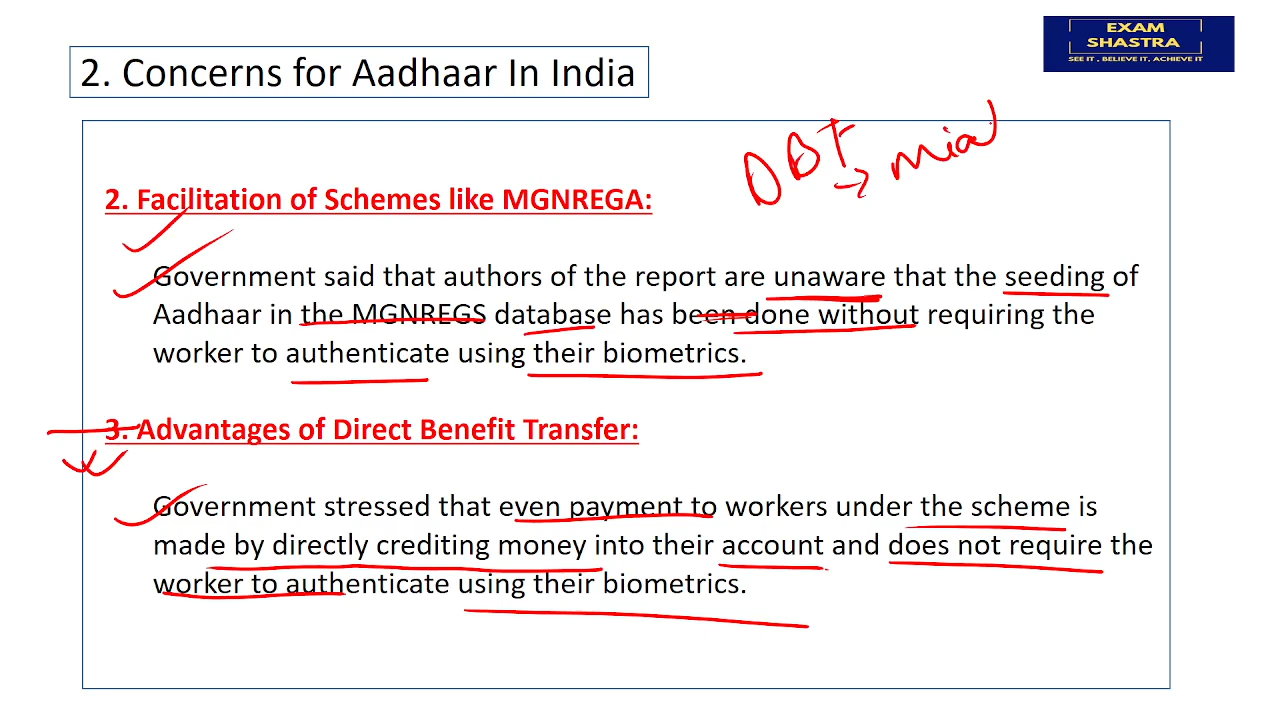 EXAM
SHASTRA
SEE IT , BELIEVE IT, ACHIEVE IT
2. Concerns for Aadhaar In India
DBT
2. Facilitation of Schemes like MGNREGA:
Government said that authors of the report are unaware that the seeding of
Aadhaar in the MGNREGS database has been done without requiring the
worker to authenticate using their biometrics.
3. Advantages of Direct Benefit Transfer:
Government stressed that even payment to workers under the scheme is
made by directly crediting money into their account and does not require the
worker to authenticate using their biometrics.